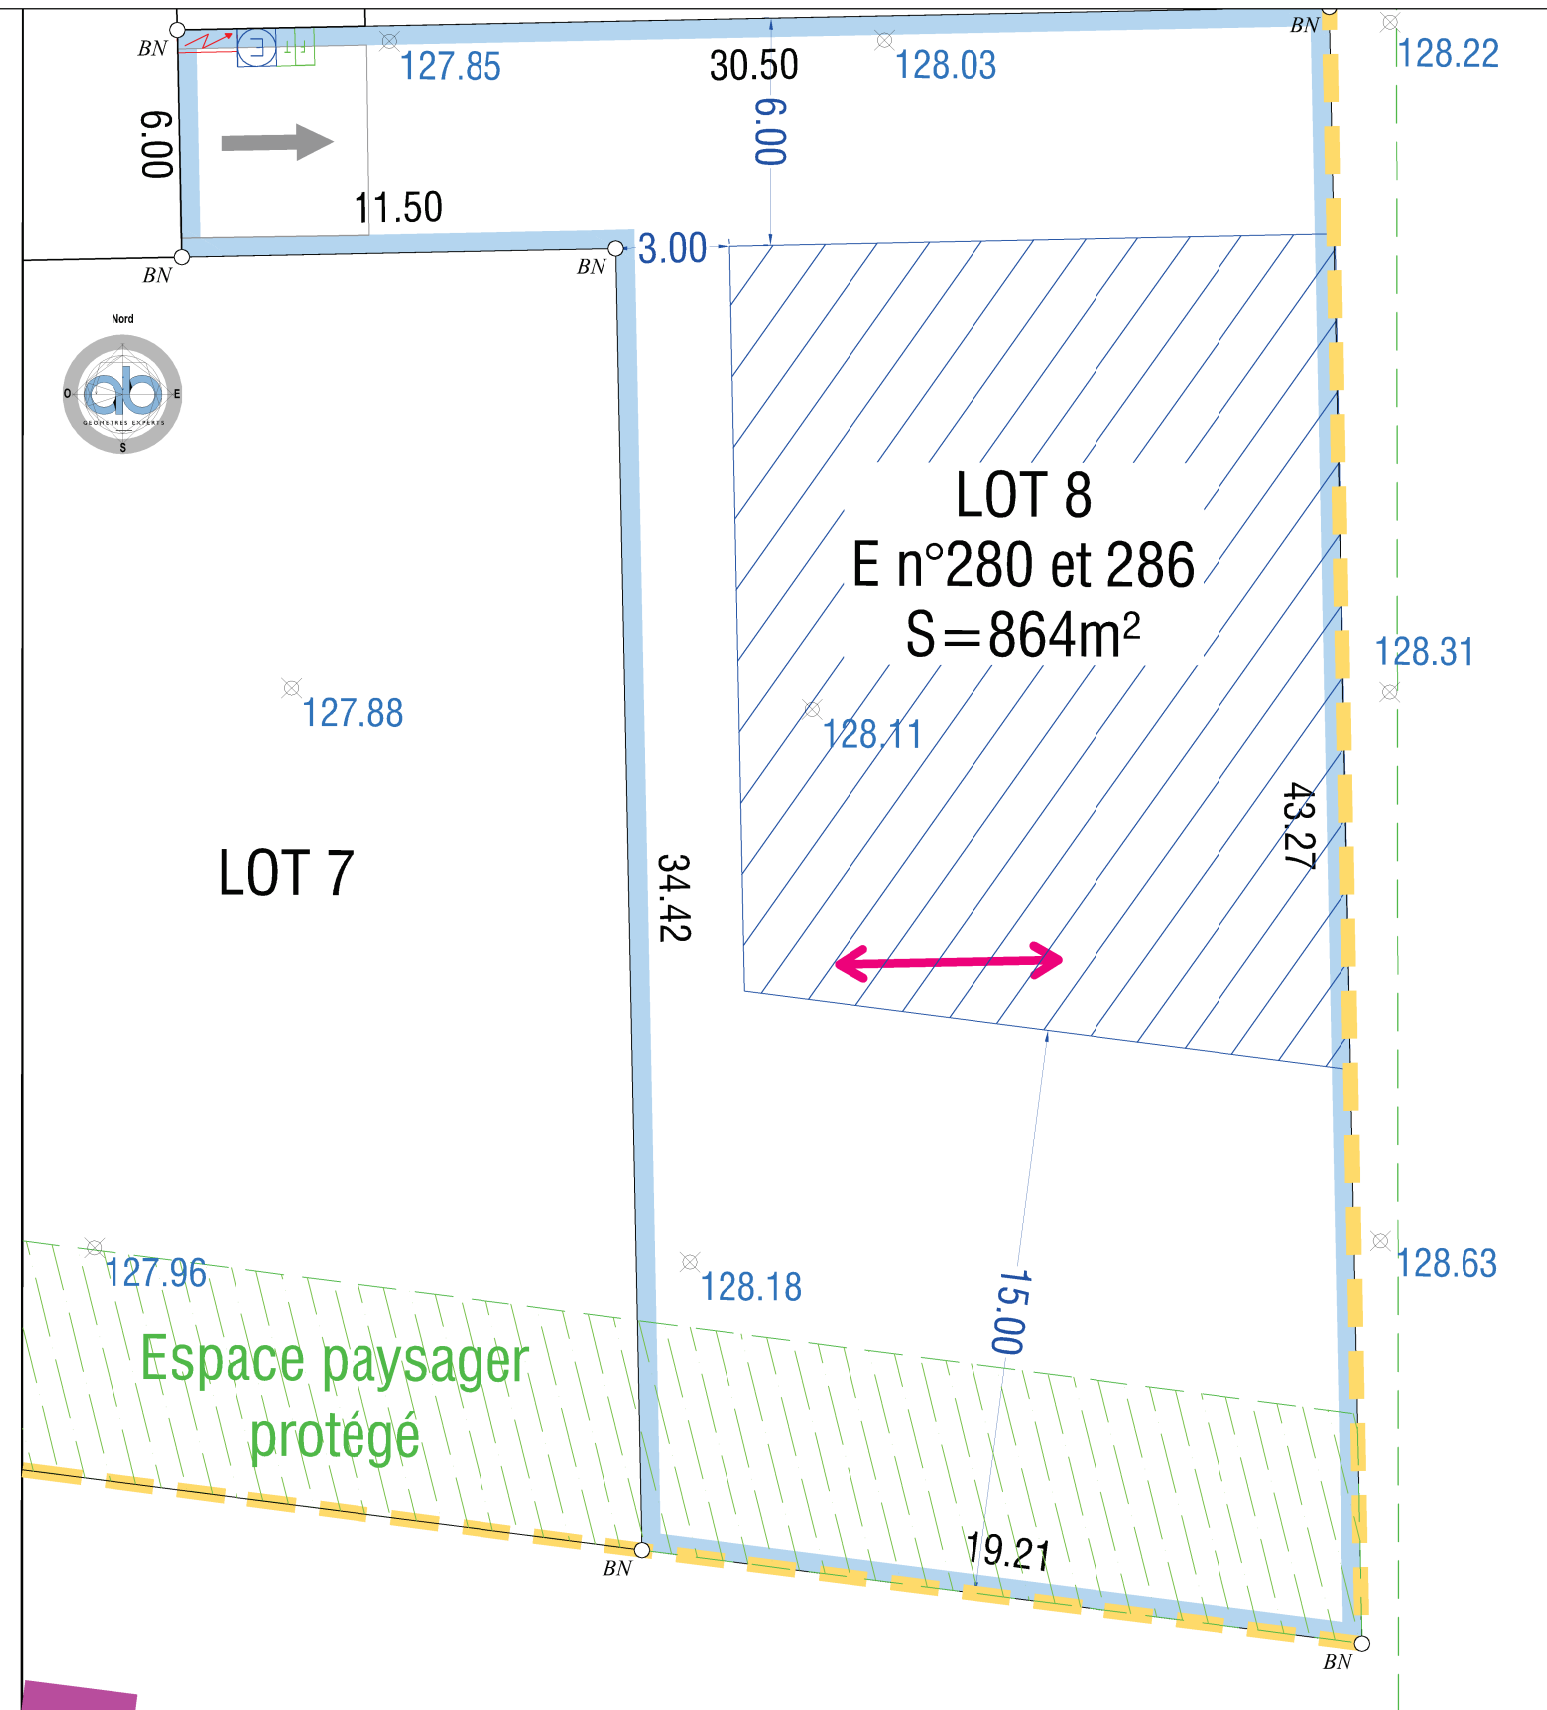 BN
BN
127.85
30.50
128.03
128.22
6.00
6.00
11.50
BN
BN
3.00
Nord
O
E
GEOMETRES EXPERTS
S
LOT 8
E n°280 et 286
S=864m²
128.31
127.88
128.11
43.27
LOT 7
34.42
127.96
128.18
128.63
15.00
Espace paysager
protégé
19.21
BN
BN